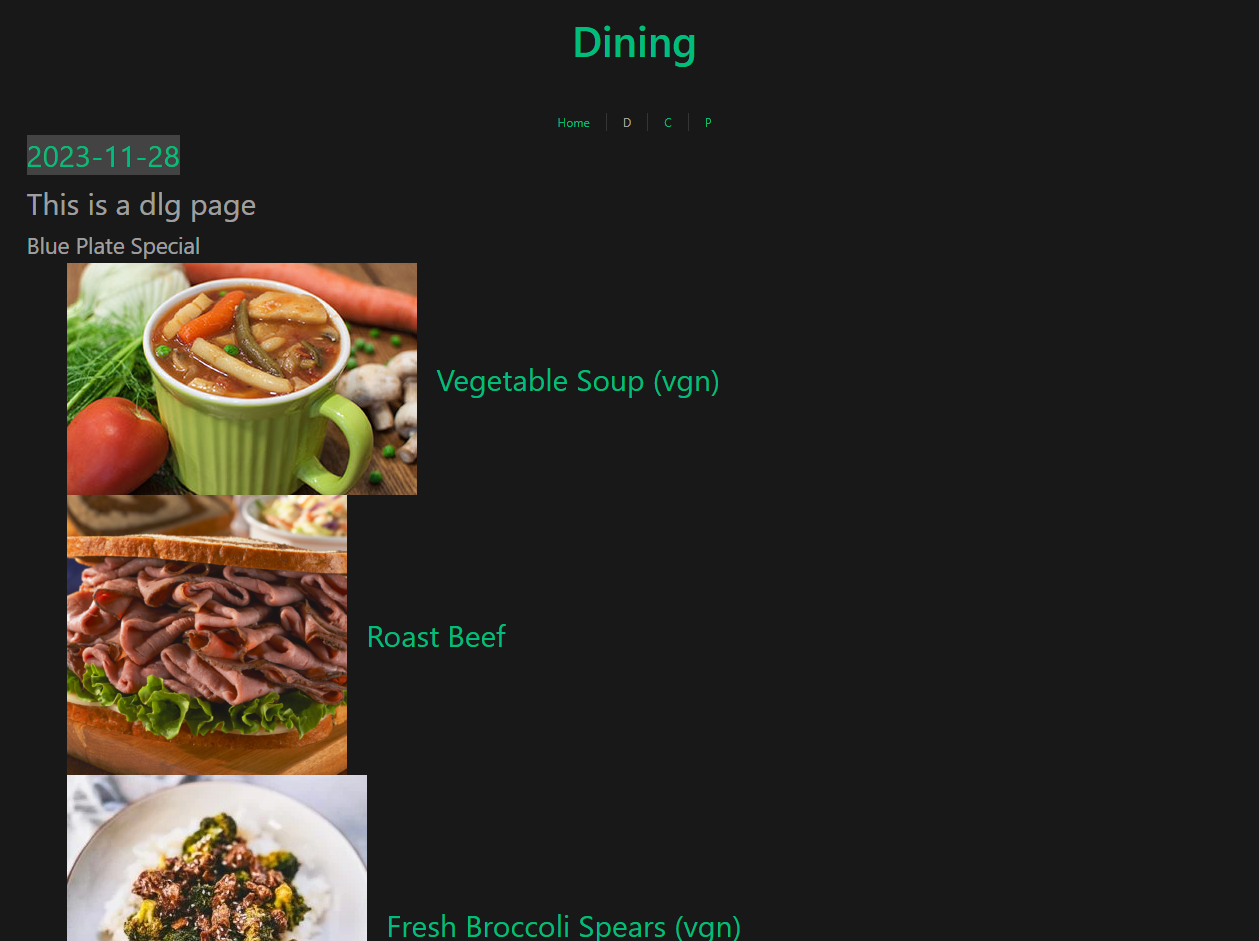 Dining
Home D C P
2023-11-28
This is a dlg page
Blue Plate Special
Vegetable Soup (vgn)
Roast Beef
Fresh Broccoli Spears (vgn)